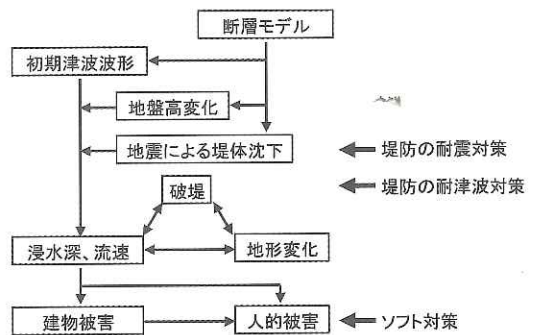 断層モデル
初期津波波形
地盤高変化
地震による堤体沈下
堤防の耐震対策
堤防の耐津波対策
破堤
浸水深、流速
地形変化
建物被害
人的被害
ソフト対策